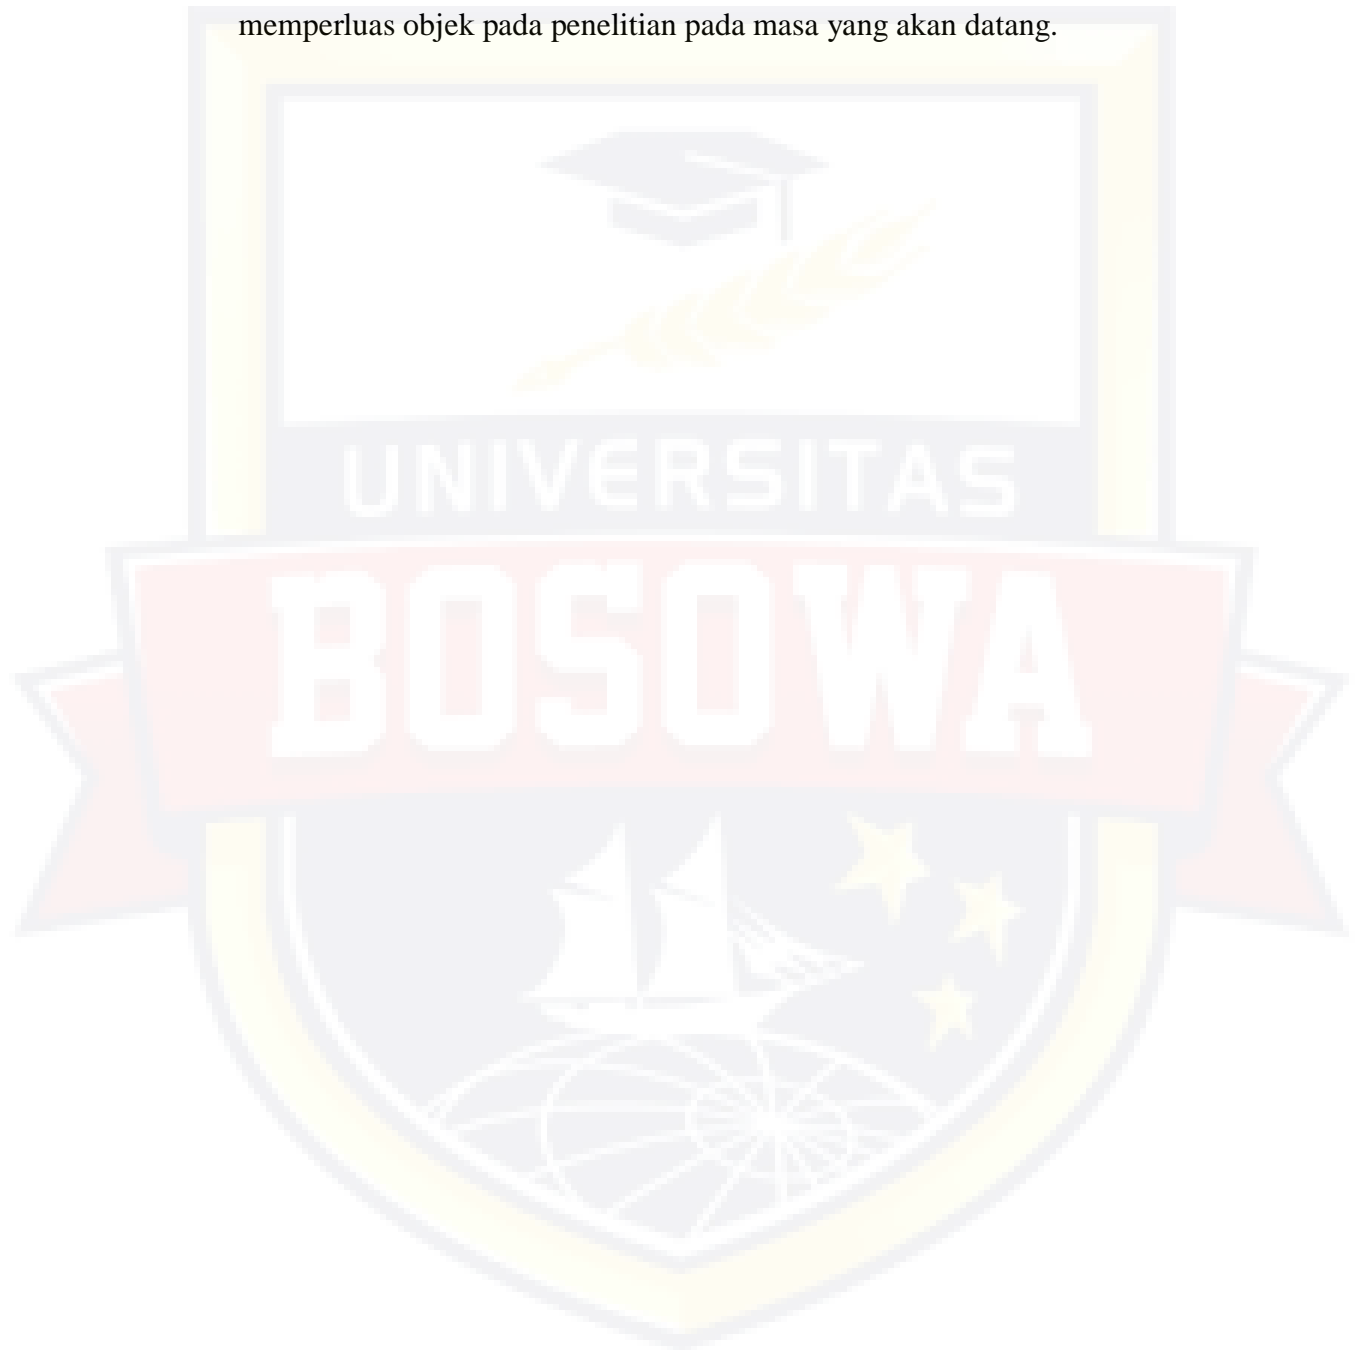 memperluas objek pada penelitian pada masa yang akan datang.
UNIVERSITAS
BOSOWA